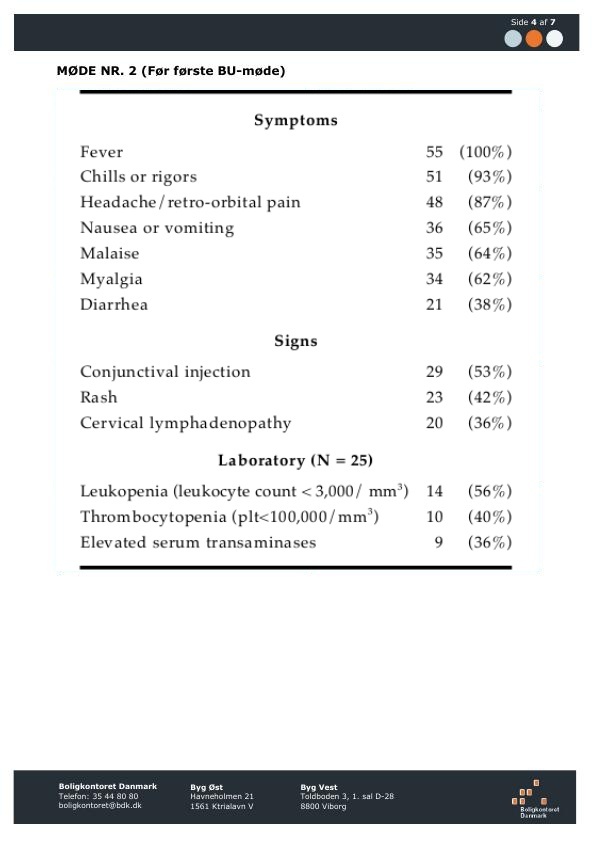 Side 4 af 7
MØDE NR. 2 (Før første BU-møde)
Symptoms
Fever 55 (100%)
Chills or rigors 51 (93%)
Headache/retro-orbital pain 48 (87%)
Nausea or vomiting 36 (65%)
Malaise 35 (64%)
Myalgia 34 (62%)
Diarrhea 21 (38%)
Signs
Conjunctival injection 29 (53%)
Rash 23 (42%)
Cervical lymphadenopathy 20 (36%)
Laboratory (N = 25)
Leukopenia (leukocyte count < 3,000/ mm³) 14 (56%)
Thrombocytopenia (plt<100,000/mm³) 10 (40%)
Elevated serum transaminases 9 (36%)
Boligkontoret Danmark
Telefon: 35 44 80 80
boligkontoret@bdk.dk
Byg Øst
Havneholmen 21
1561 Ktrialavn V
Byg Vest
Toldboden 3, 1. sal D-28
8800 Viborg
Boligkontoret
Danmark